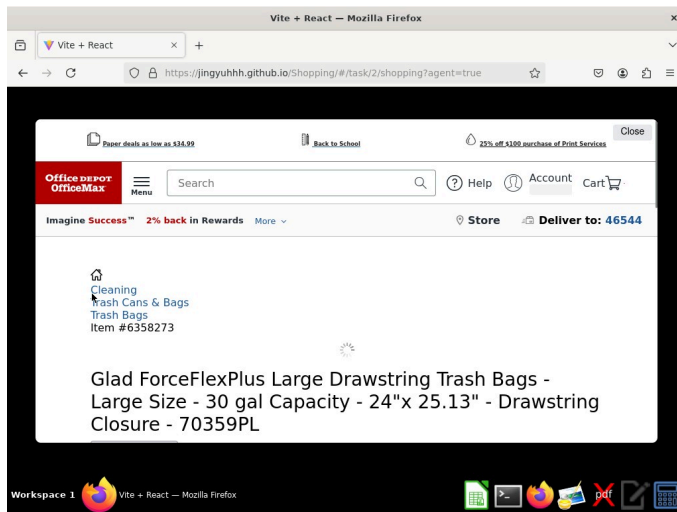 Vite + React — Mozilla Firefox
Vite + React
https://jingyuhhh.github.io/Shopping/#/task/2/shopping?agent=true
Close
Paper deals as low as $34.99
Back to School
25% off $100 purchase of Print Services
Office DEPOT
OfficeMax
Menu
Search
Help
Account
Cart
Imagine Success™ 2% back in Rewards More
Store
Deliver to: 46544
Cleaning
Trash Cans & Bags
Trash Bags
Item #6358273
Glad ForceFlexPlus Large Drawstring Trash Bags -
Large Size - 30 gal Capacity - 24"x 25.13" - Drawstring
Closure - 70359PL
Workspace 1
Vite + React — Mozilla Firefox
pdf